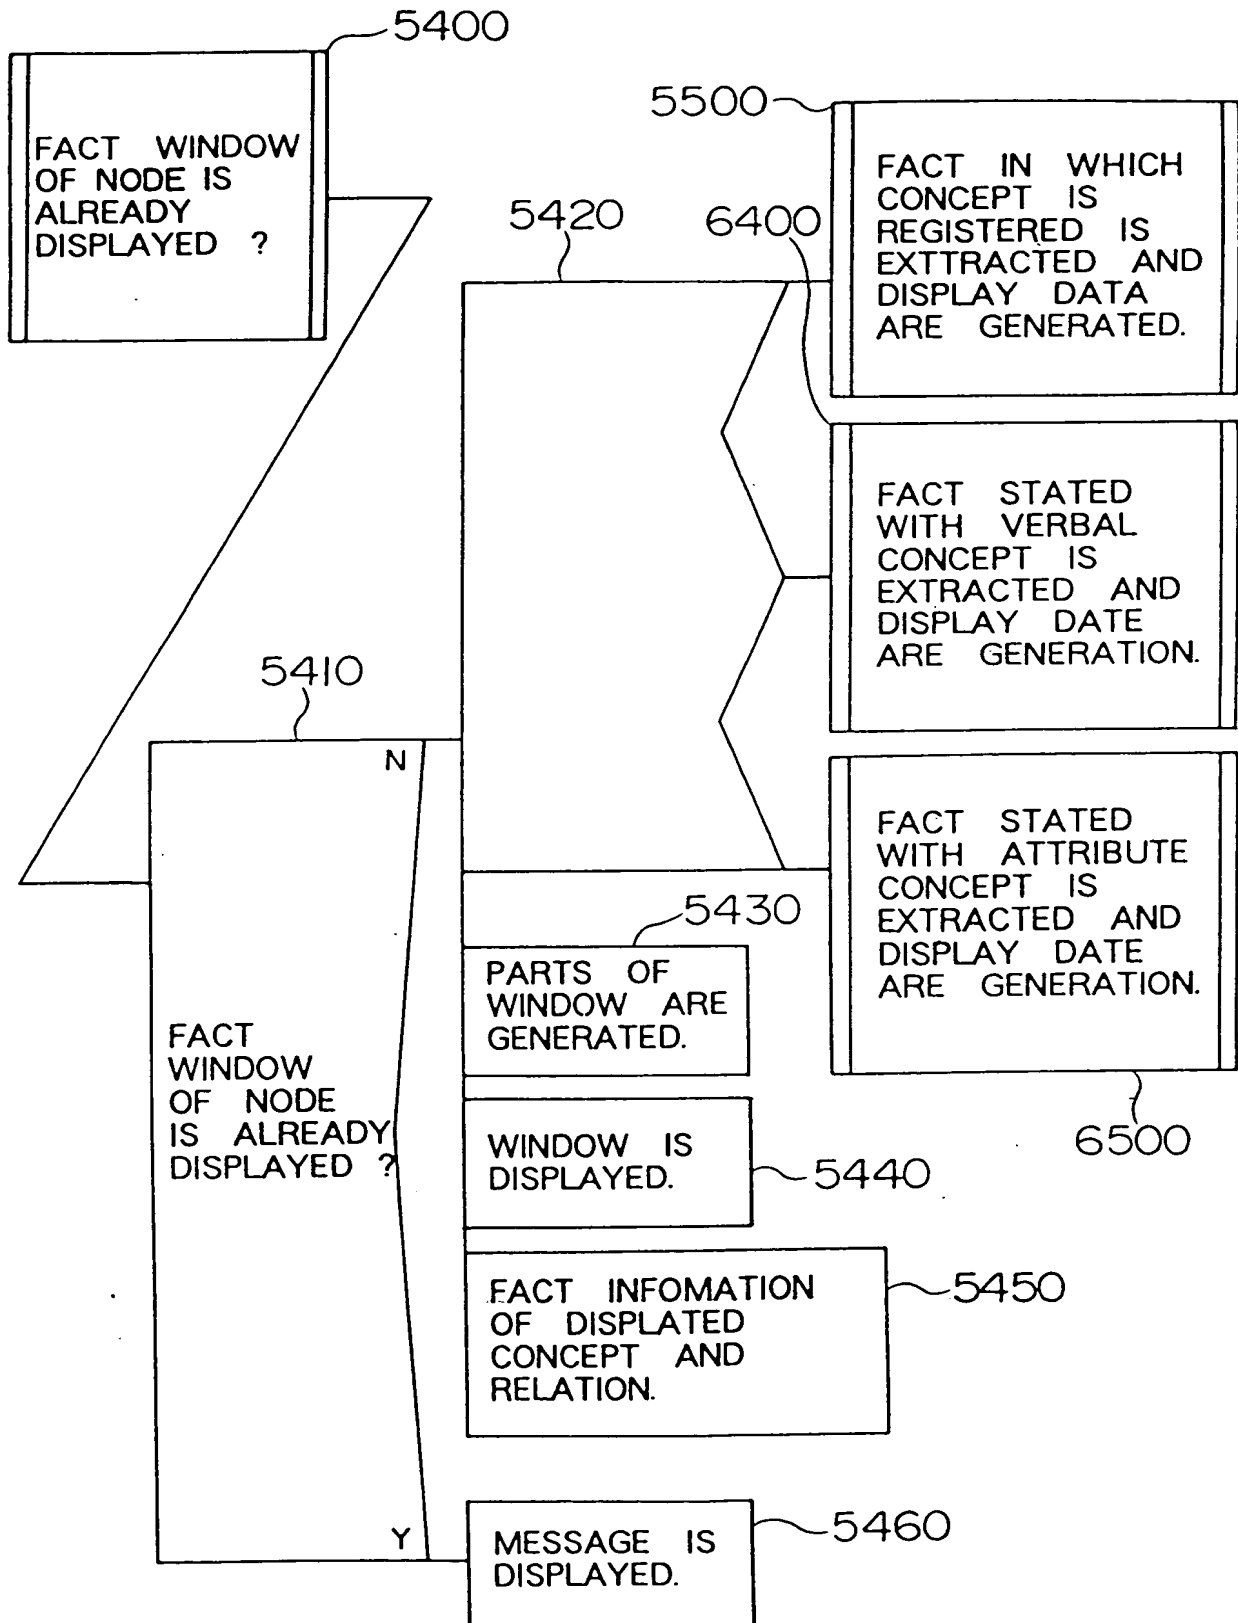 5400
FACT WINDOW
OF NODE IS
ALREADY
DISPLAYED ?
5500
FACT IN WHICH
CONCEPT IS
REGISTERED IS
EXTTRACTED AND
DISPLAY DATA
ARE GENERATED.
5420
6400
FACT STATED
WITH VERBAL
CONCEPT IS
EXTRACTED AND
DISPLAY DATE
ARE GENERATION.
5410
N
FACT
WINDOW
OF NODE
IS ALREADY
DISPLAYED ?
Y
FACT STATED
WITH ATTRIBUTE
CONCEPT IS
EXTRACTED AND
DISPLAY DATE
ARE GENERATION.
6500
5430
PARTS OF
WINDOW ARE
GENERATED.
WINDOW IS
DISPLAYED.
5440
FACT INFOMATION
OF DISPLATED
CONCEPT AND
RELATION.
5450
MESSAGE IS
DISPLAYED.
5460